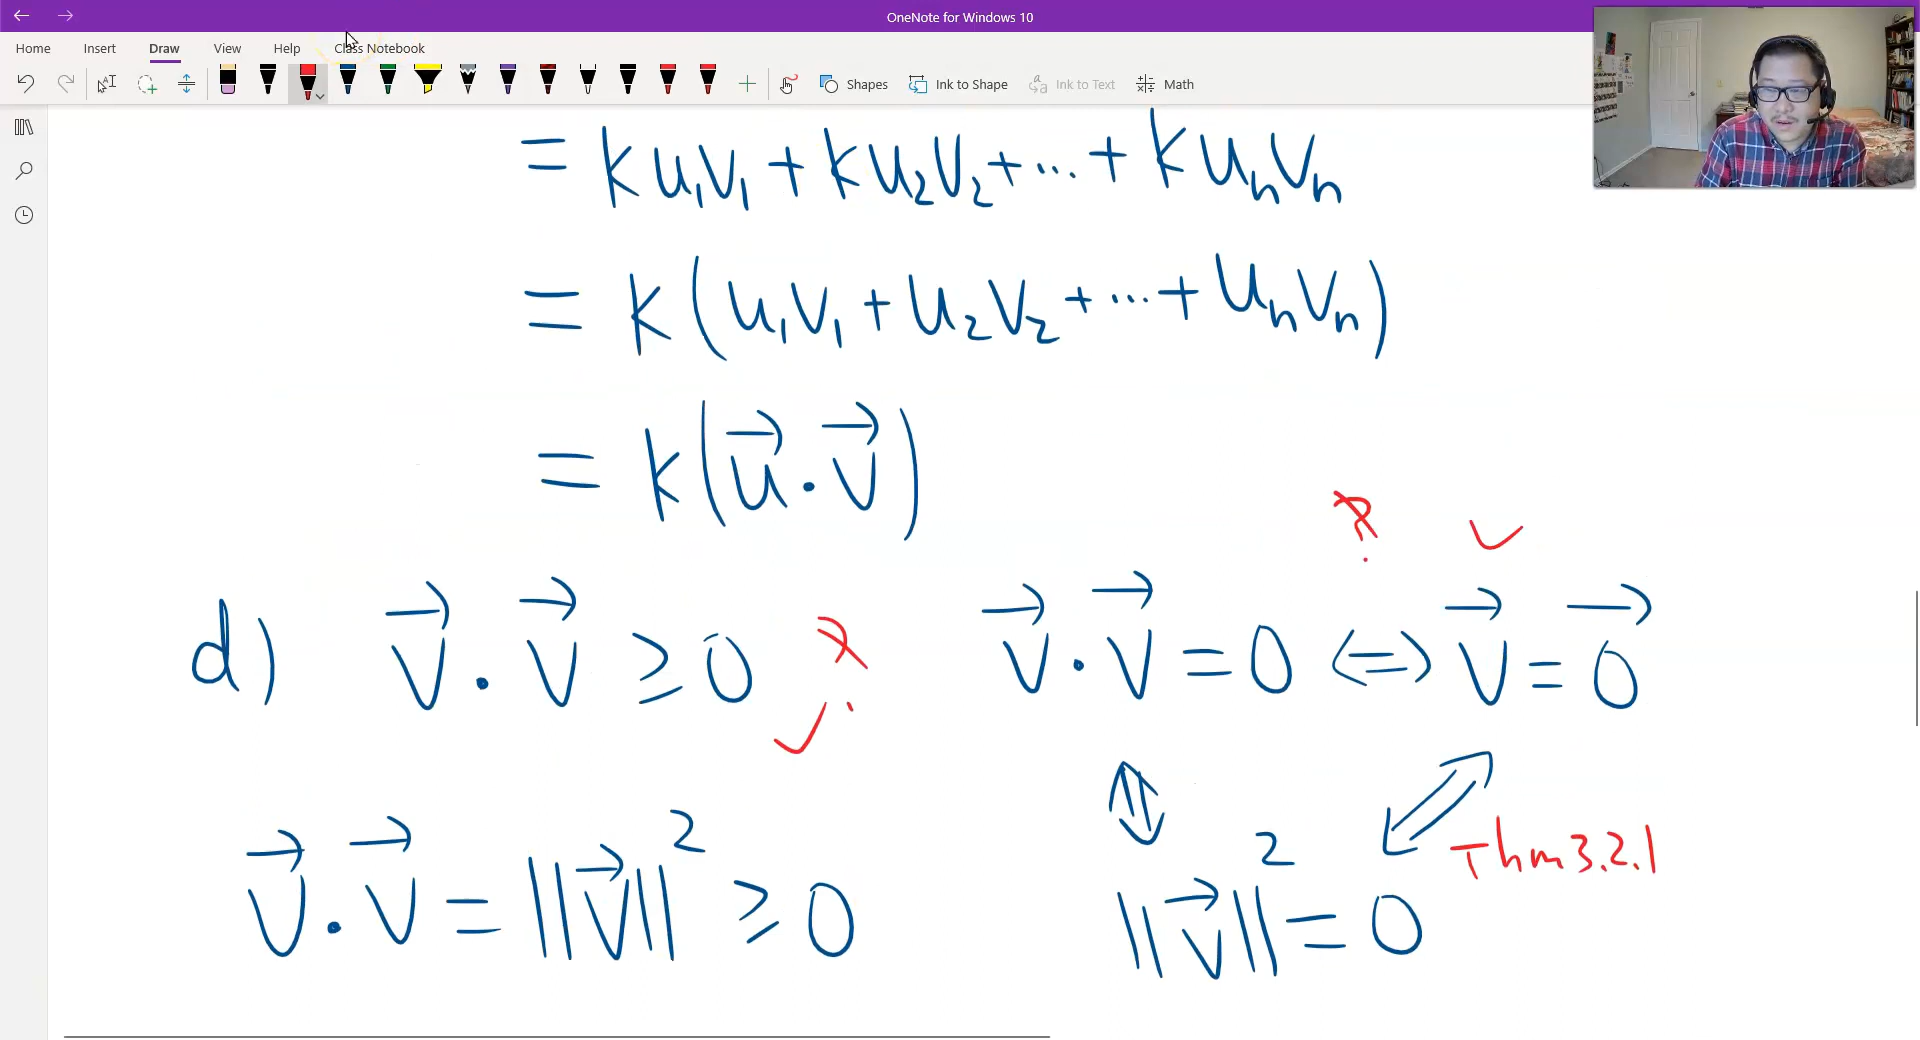 OneNote for Windows 10
Home Insert Draw View Help Class Notebook
Shapes Ink to Shape Ink to Text Math
= ku₁v₁ + ku₂v₂ + ... + kuₙvₙ
= k(u₁v₁ + u₂v₂ + ... + uₙvₙ)
= k(u⃗ · v⃗)
? ✓
d) v⃗ · v⃗ ≥ 0 ? v⃗ · v⃗ = 0 ⇔ v⃗ = 0⃗
✓
⇕ ⇔ Thm 3.2.1
v⃗ · v⃗ = ||v⃗||² ≥ 0 ||v⃗||² = 0